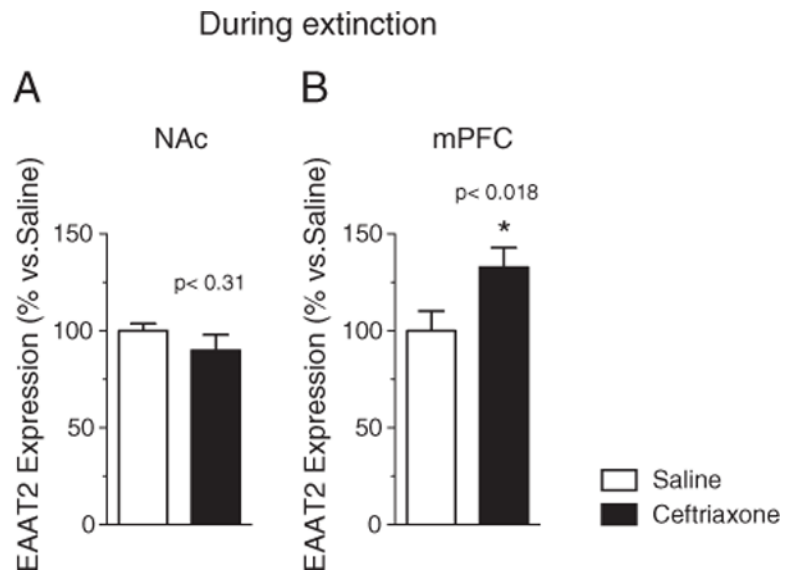 During extinction
A
NAc
EAAT2 Expression (% vs.Saline)
150
100
50
0
p< 0.31
B
mPFC
EAAT2 Expression (% vs.Saline)
150
100
50
0
p< 0.018
*
Saline
Ceftriaxone